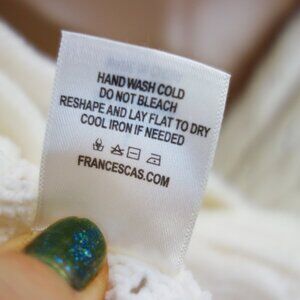 HAND WASH COLD
DO NOT BLEACH
RESHAPE AND LAY FLAT TO DRY
COOL IRON IF NEEDED
FRANCESCAS.COM